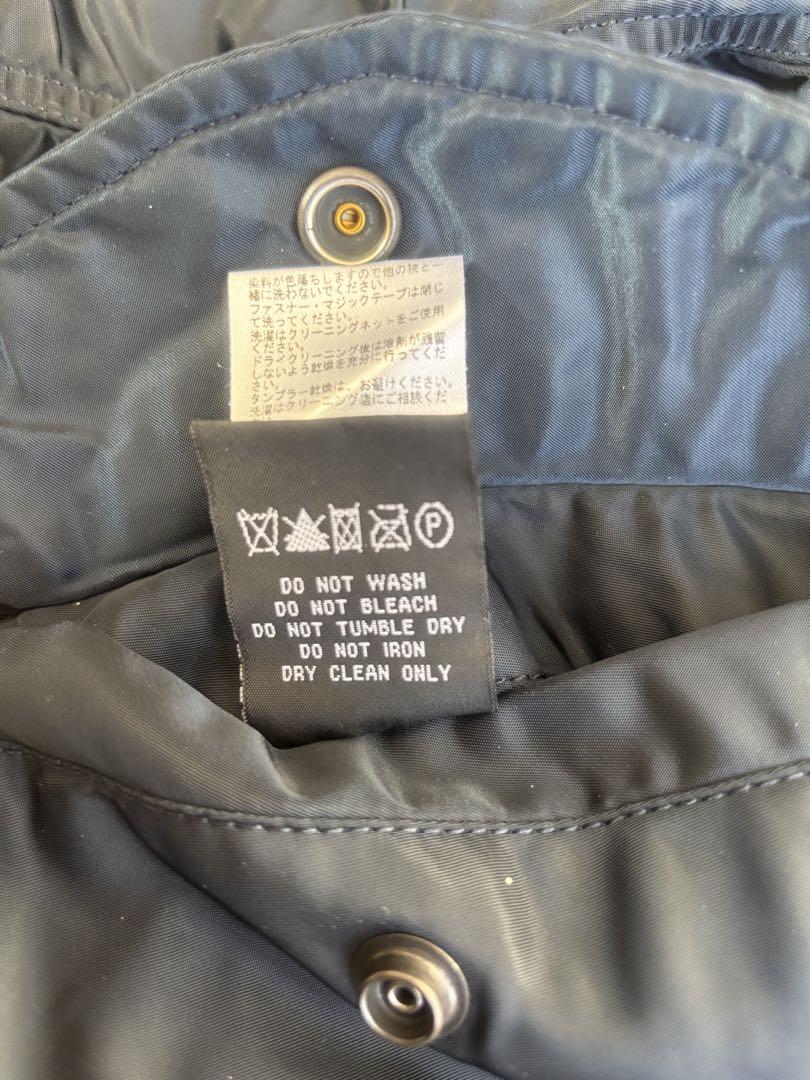 染料が色落ちしますので他の物と一
緒に洗わないでください。
ファスナー・マジックテープは閉じ
て洗ってください。
洗濯はクリーニングネットをご使用
ください。
ドライクリーニング後は溶剤が残留
しないよう乾燥を充分に行ってくだ
さい。
タンブラー乾燥は、お避けください。
洗濯はクリーニング店にご相談くだ
P
DO NOT WASH
DO NOT BLEACH
DO NOT TUMBLE DRY
DO NOT IRON
DRY CLEAN ONLY